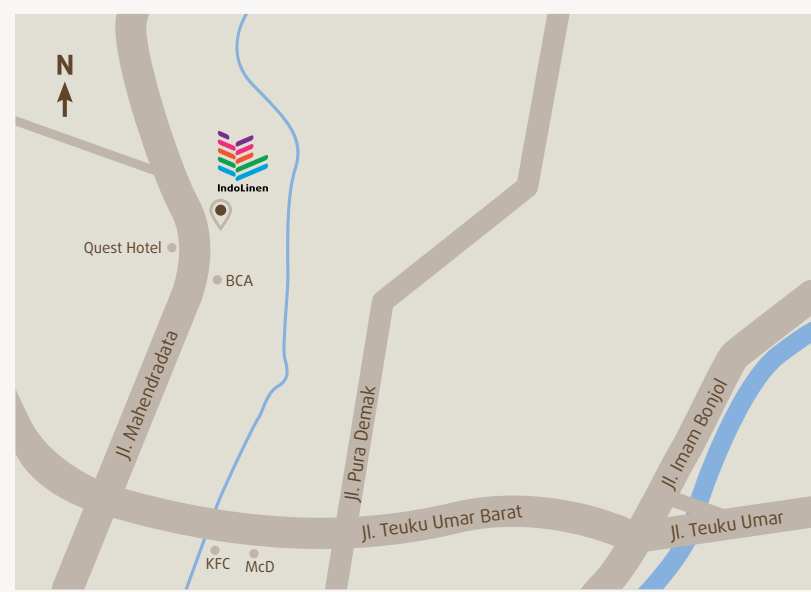 N
IndoLinen
Quest Hotel
BCA
Jl. Mahendradata
Jl. Pura Demak
Jl. Imam Bonjol
Jl. Teuku Umar Barat
Jl. Teuku Umar
KFC
McD